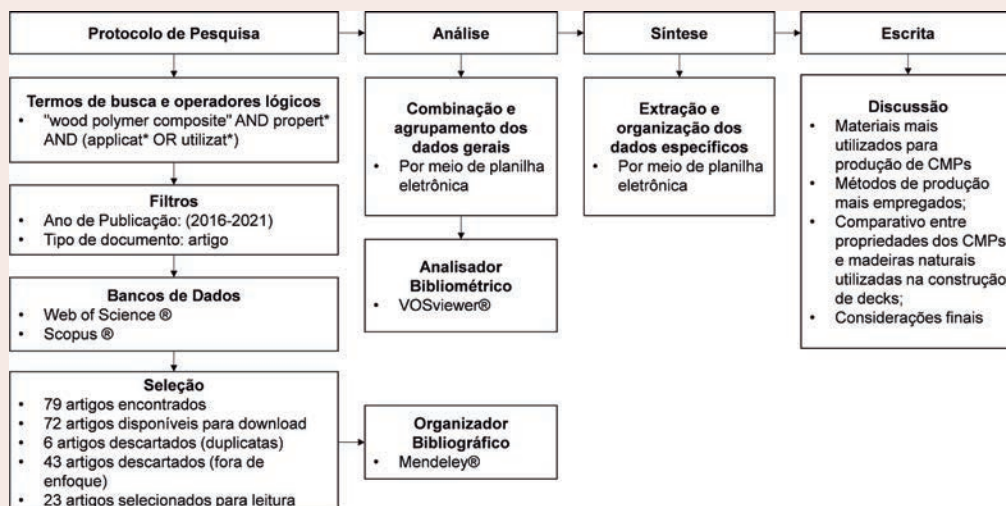 Protocolo de Pesquisa
Termos de busca e operadores lógicos
• "wood polymer composite" AND propert*
AND (applicat* OR utilizat*)
Filtros
• Ano de Publicação: (2016-2021)
• Tipo de documento: artigo
Bancos de Dados
• Web of Science ®
• Scopus ®
Seleção
• 79 artigos encontrados
• 72 artigos disponíveis para download
• 6 artigos descartados (duplicatas)
• 43 artigos descartados (fora de
enfoque)
• 23 artigos selecionados para leitura
Análise
Combinação e
agrupamento dos
dados gerais
• Por meio de planilha
eletrônica
Analisador
Bibliométrico
• VOSviewer®
Organizador
Bibliográfico
• Mendeley®
Síntese
Extração e
organização dos
dados específicos
• Por meio de planilha
eletrônica
Escrita
Discussão
• Materiais mais
utilizados para
produção de CMPs
• Métodos de produção
mais empregados;
• Comparativo entre
propriedades dos CMPs
e madeiras naturais
utilizadas na construção
de decks;
• Considerações finais